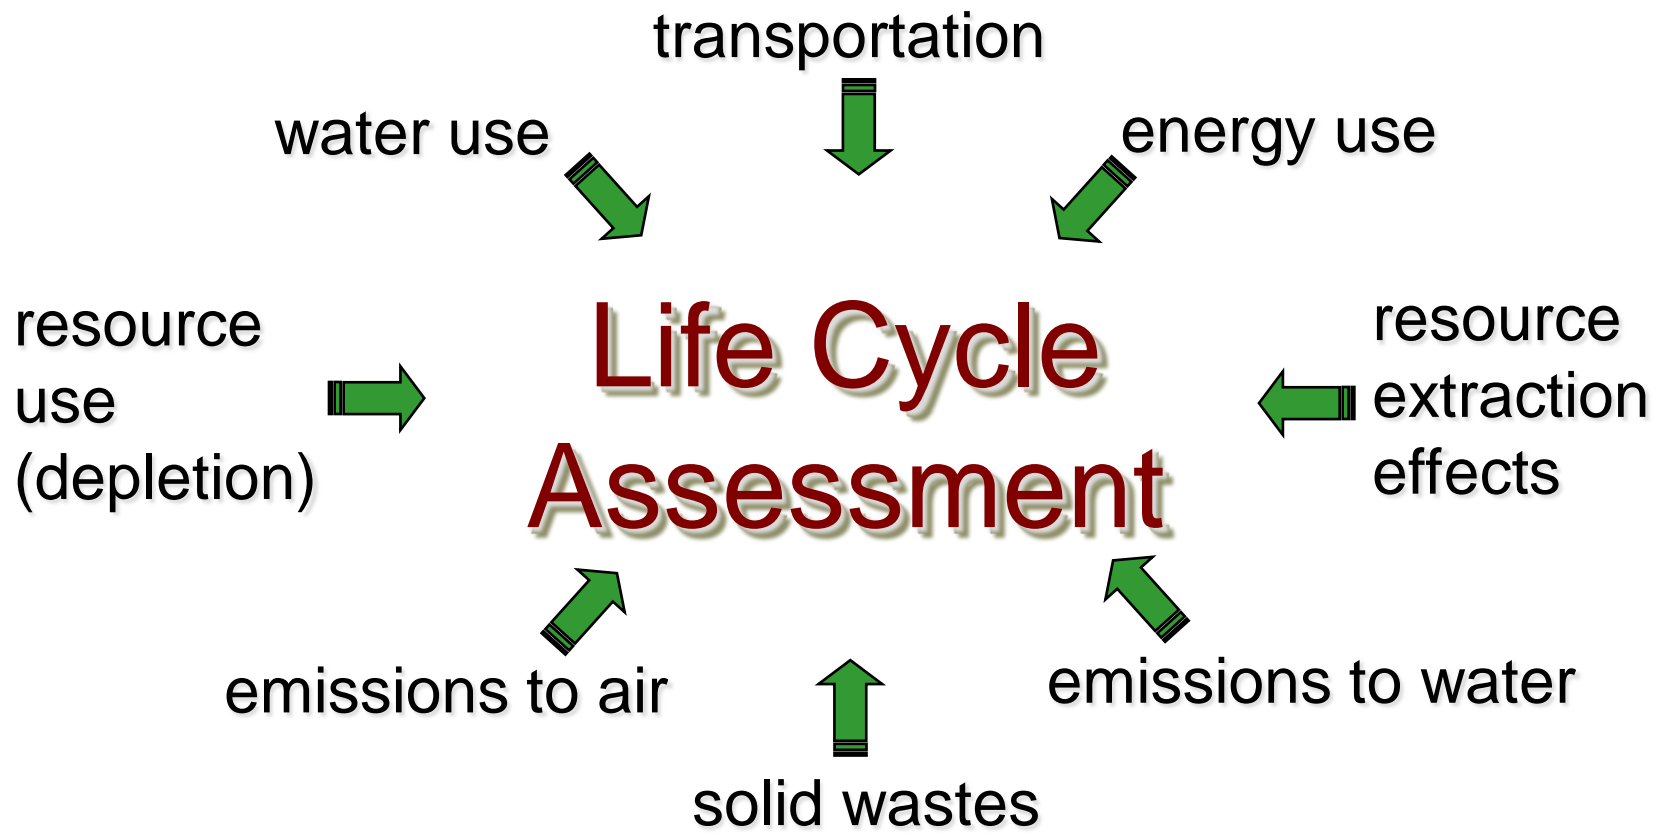 transportation
water use
energy use
resource
use
(depletion)
Life Cycle
Assessment
resource
extraction
effects
emissions to air
emissions to water
solid wastes